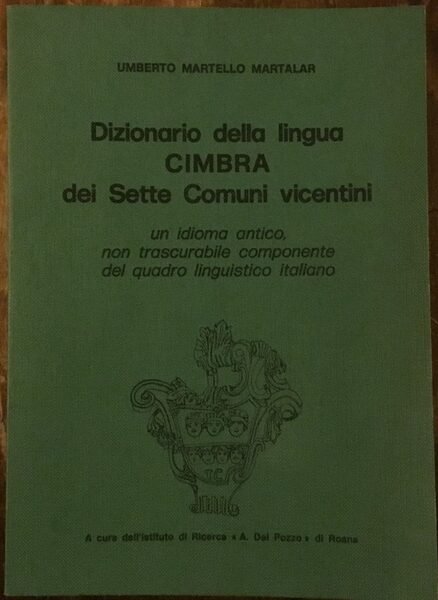 UMBERTO MARTELLO MARTALAR
Dizionario della lingua
CIMBRA
dei Sette Comuni vicentini
un idioma antico,
non trascurabile componente
del quadro linguistico italiano
7 C
A cura dell'Istituto di Ricerca « A. Dal Pozzo » di Roana